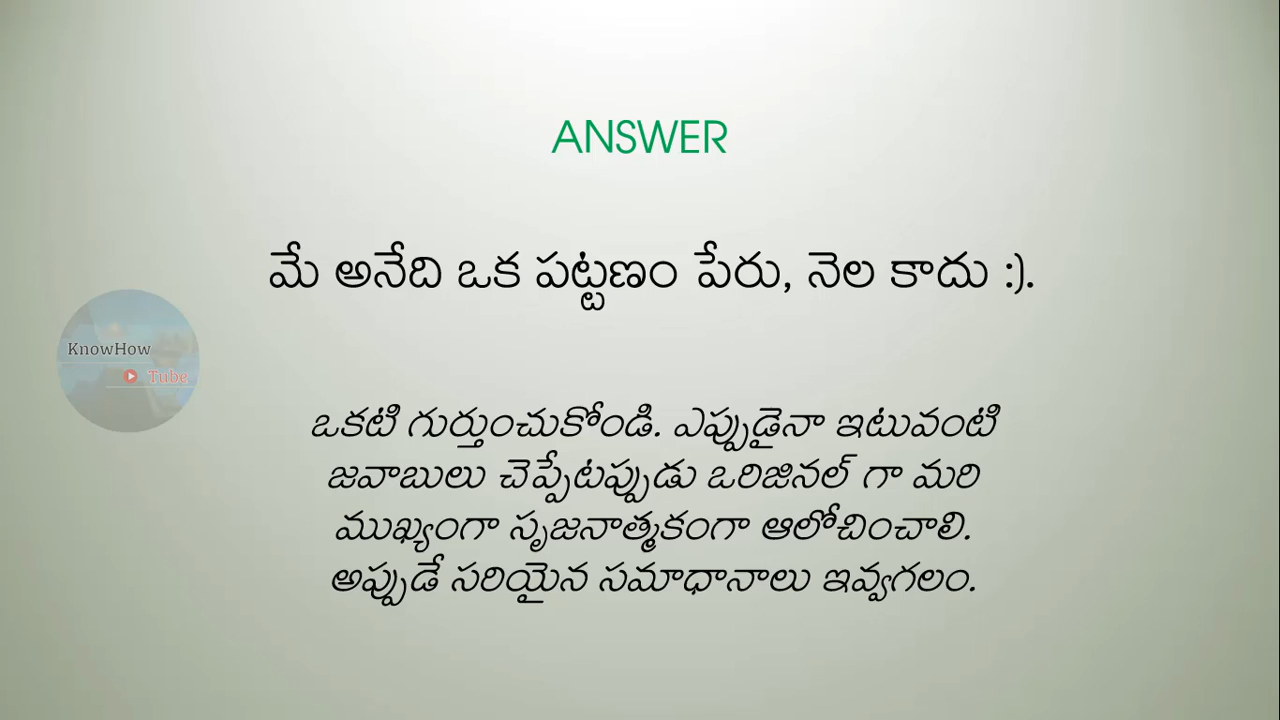 ANSWER
మే అనేది ఒక పట్టణం పేరు, నెల కాదు :).
KnowHow
Tube
ఒకటి గుర్తుంచుకోండి. ఎప్పుడైనా ఇటువంటి
జవాబులు చెప్పేటప్పుడు ఒరిజినల్ గా మరి
ముఖ్యంగా సృజనాత్మకంగా ఆలోచించాలి.
అప్పుడే సరియైన సమాధానాలు ఇవ్వగలం.